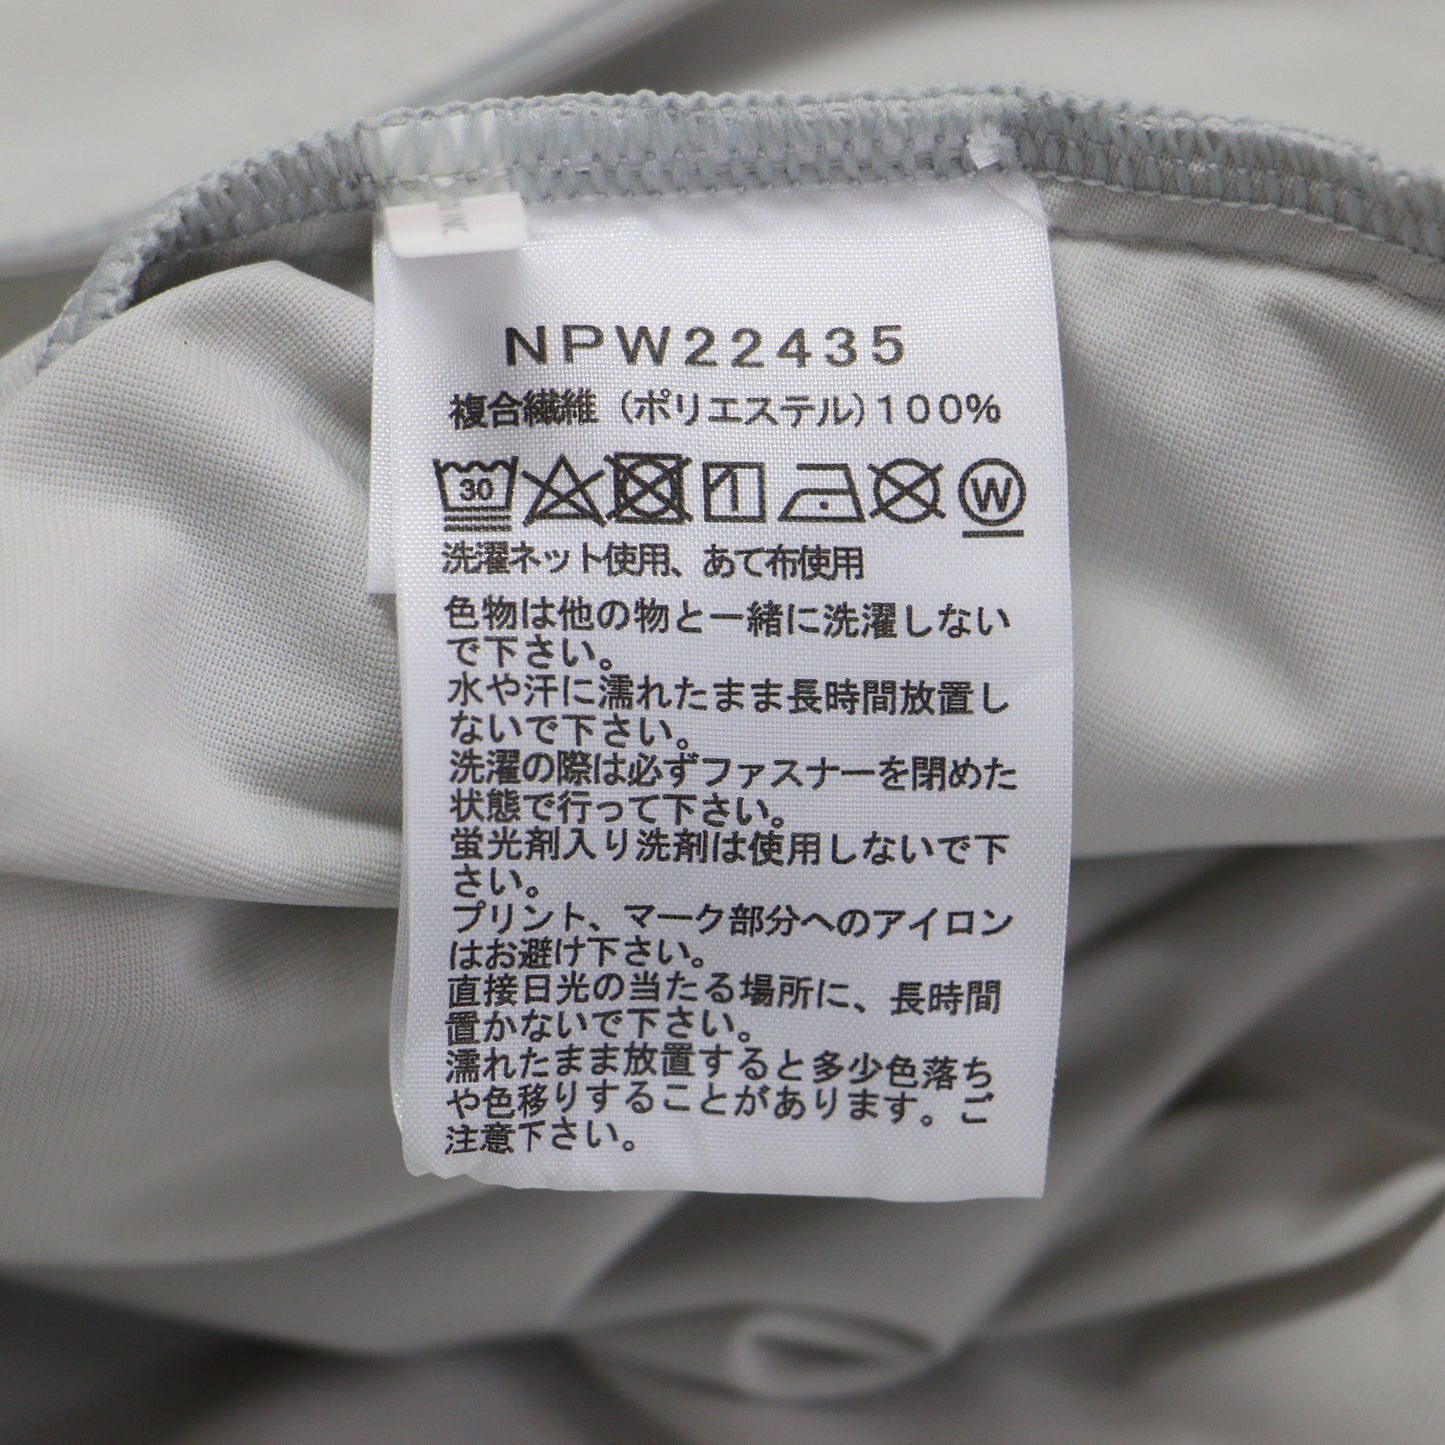 INC
NPW22435
複合繊維（ポリエステル）100%
30
W
洗濯ネット使用、あて布使用
色物は他の物と一緒に洗濯しない
で下さい。
水や汗に濡れたまま長時間放置し
ないで下さい。
洗濯の際は必ずファスナーを閉めた
状態で行って下さい。
蛍光剤入り洗剤は使用しないで下
さい。
プリント、マーク部分へのアイロン
はお避け下さい。
直接日光の当たる場所に、長時間
置かないで下さい。
濡れたまま放置すると多少色落ち
や色移りすることがあります。ご
注意下さい。